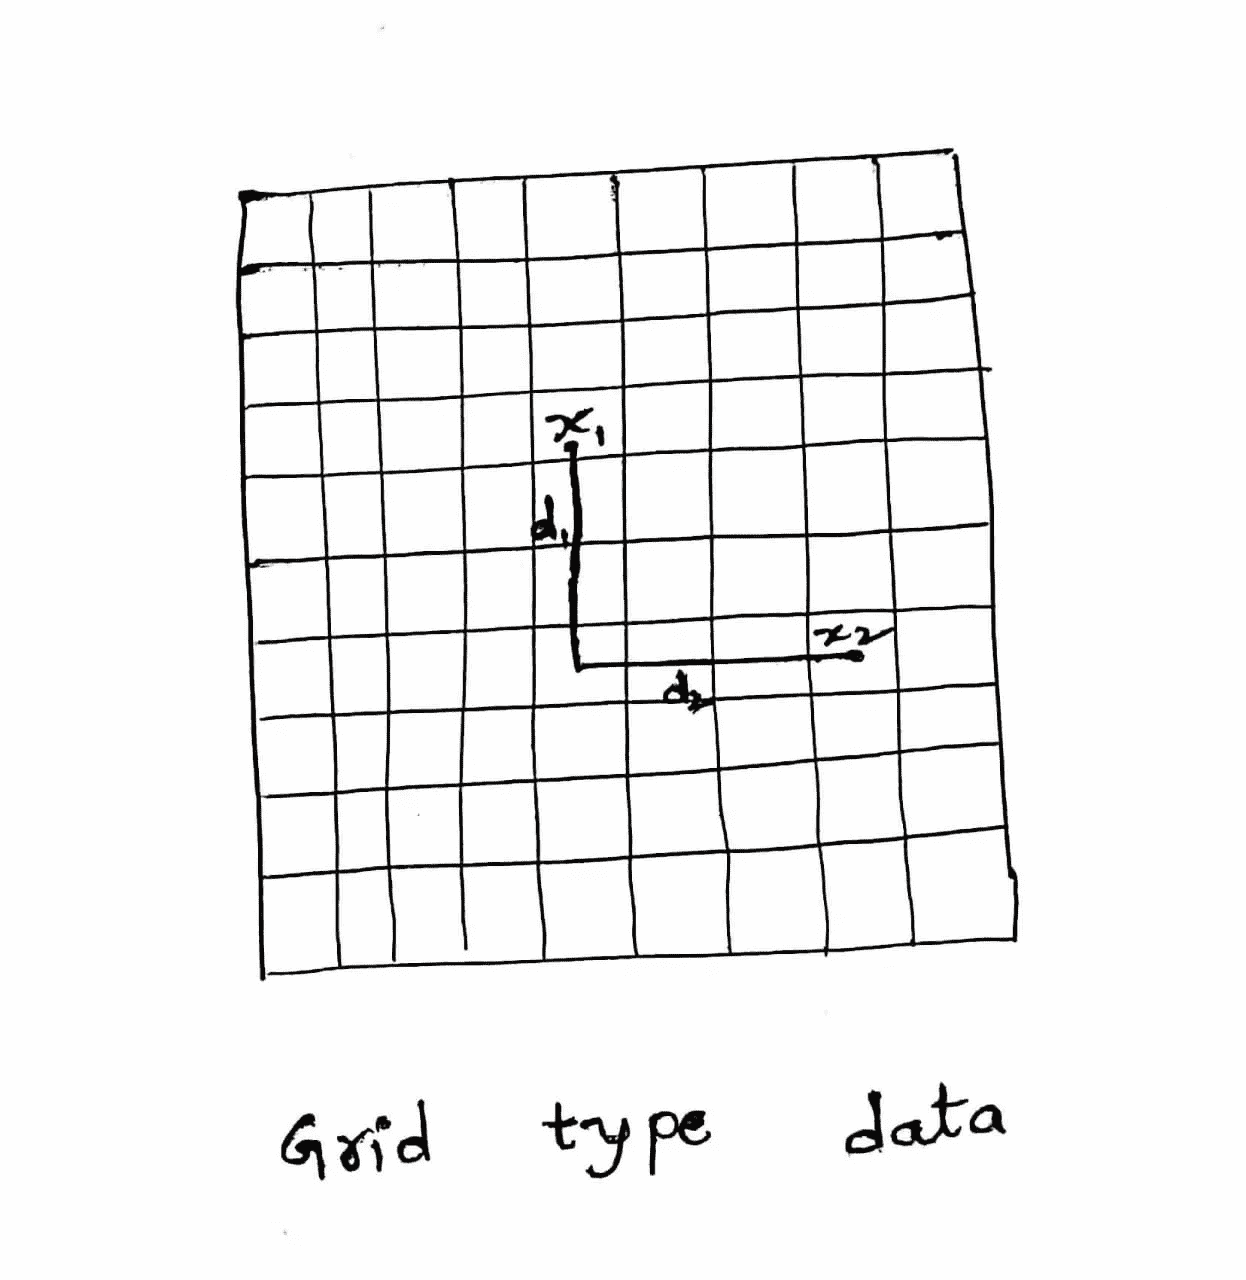 x₁
d₁
x₂
d₂
Grid type data